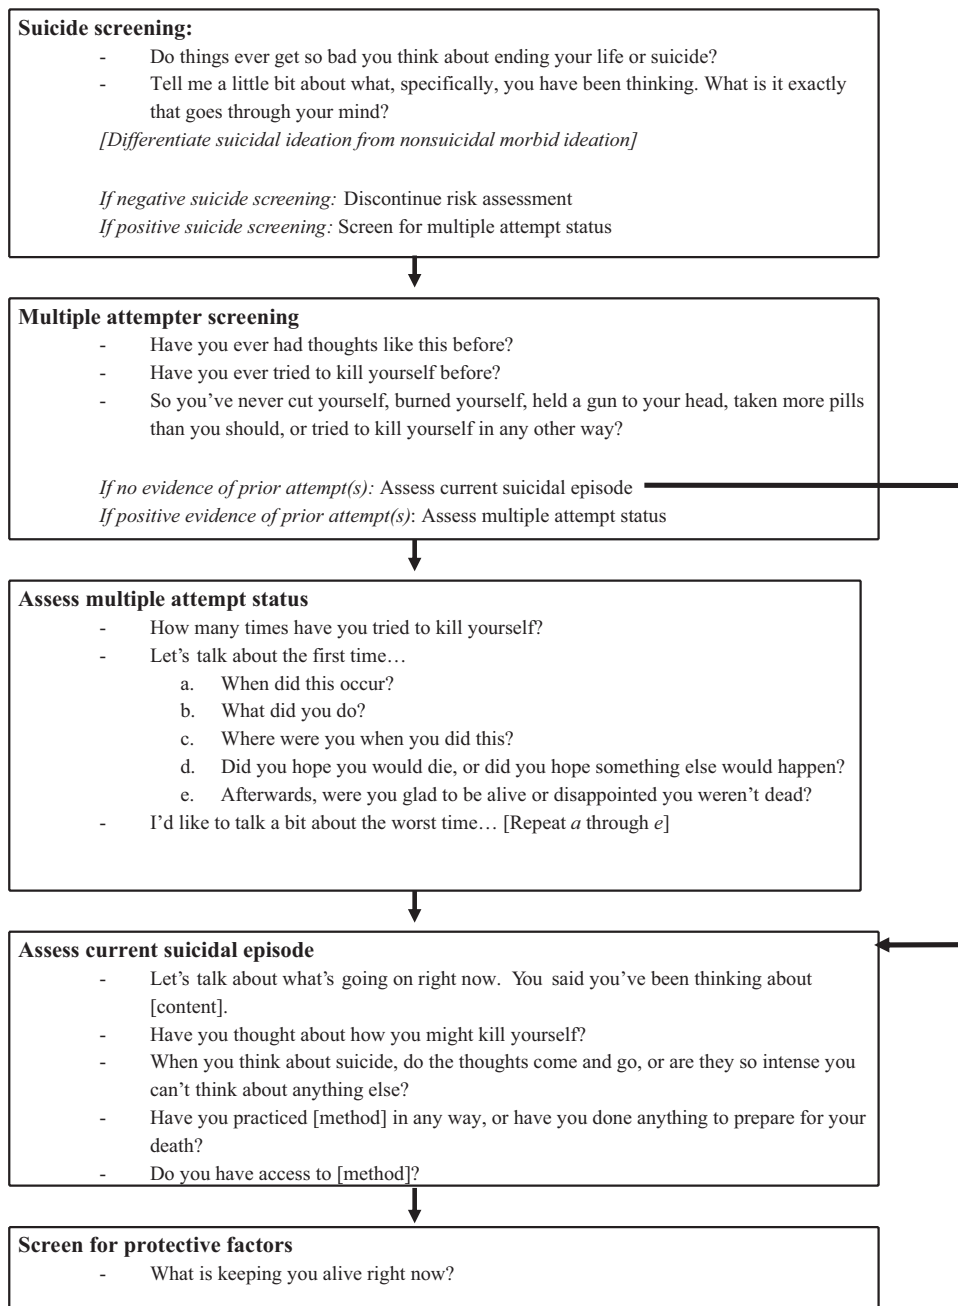 Suicide screening:
- Do things ever get so bad you think about ending your life or suicide?
- Tell me a little bit about what, specifically, you have been thinking. What is it exactly
that goes through your mind?
[Differentiate suicidal ideation from nonsuicidal morbid ideation]
If negative suicide screening: Discontinue risk assessment
If positive suicide screening: Screen for multiple attempt status
Multiple attempter screening
- Have you ever had thoughts like this before?
- Have you ever tried to kill yourself before?
- So you’ve never cut yourself, burned yourself, held a gun to your head, taken more pills
than you should, or tried to kill yourself in any other way?
If no evidence of prior attempt(s): Assess current suicidal episode
If positive evidence of prior attempt(s): Assess multiple attempt status
Assess multiple attempt status
- How many times have you tried to kill yourself?
- Let’s talk about the first time…
a. When did this occur?
b. What did you do?
c. Where were you when you did this?
d. Did you hope you would die, or did you hope something else would happen?
e. Afterwards, were you glad to be alive or disappointed you weren’t dead?
- I’d like to talk a bit about the worst time… [Repeat a through e]
Assess current suicidal episode
- Let’s talk about what’s going on right now. You said you’ve been thinking about
[content].
- Have you thought about how you might kill yourself?
- When you think about suicide, do the thoughts come and go, or are they so intense you
can’t think about anything else?
- Have you practiced [method] in any way, or have you done anything to prepare for your
death?
- Do you have access to [method]?
Screen for protective factors
- What is keeping you alive right now?